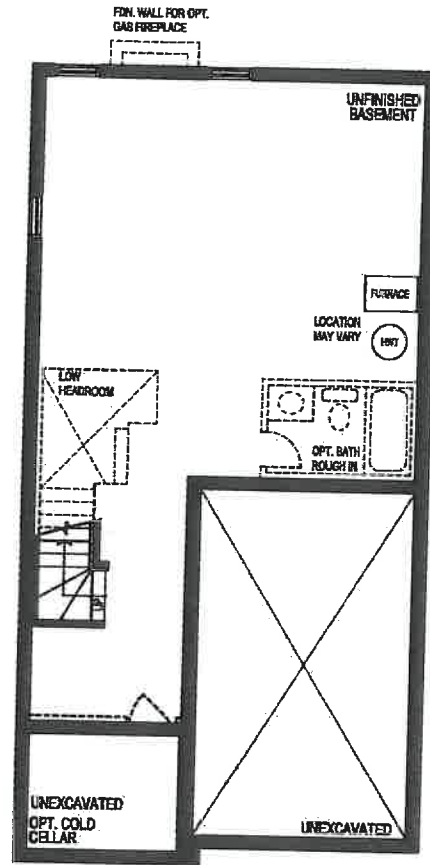 FDN. WALL FOR OPT.
GAS FIREPLACE
UNFINISHED
BASEMENT
FURNACE
LOCATION
MAY VARY
HWT
LOW
HEADROOM
OPT. BATH
ROUGH IN
UNEXCAVATED
OPT. COLD
CELLAR
UNEXCAVATED